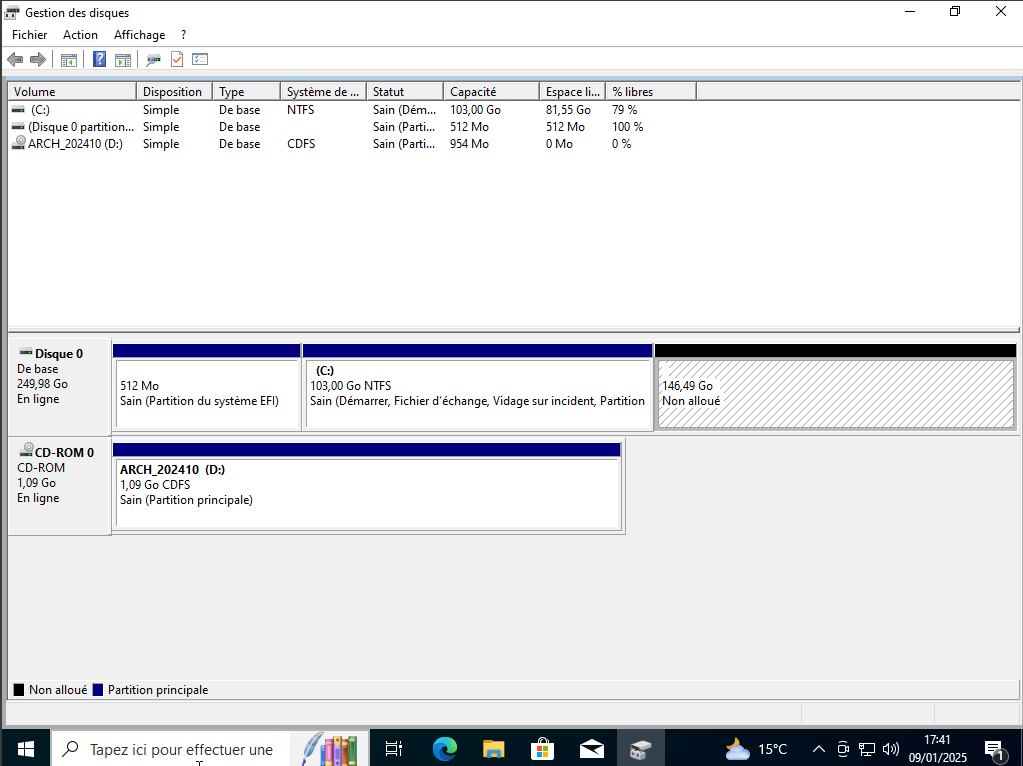 Gestion des disques
Fichier Action Affichage ?
Volume Disposition Type Système de ... Statut Capacité Espace li... % libres
(C:) Simple De base NTFS Sain (Dém... 103,00 Go 81,55 Go 79 %
(Disque 0 partition... Simple De base Sain (Parti... 512 Mo 512 Mo 100 %
ARCH_202410 (D:) Simple De base CDFS Sain (Parti... 954 Mo 0 Mo 0 %
Disque 0
De base
249,98 Go
En ligne
512 Mo
Sain (Partition du système EFI)
(C:)
103,00 Go NTFS
Sain (Démarrer, Fichier d'échange, Vidage sur incident, Partition
146,49 Go
Non alloué
CD-ROM 0
CD-ROM
1,09 Go
En ligne
ARCH_202410 (D:)
1,09 Go CDFS
Sain (Partition principale)
Non alloué Partition principale
Tapez ici pour effectuer une
15°C
17:41
09/01/2025
1